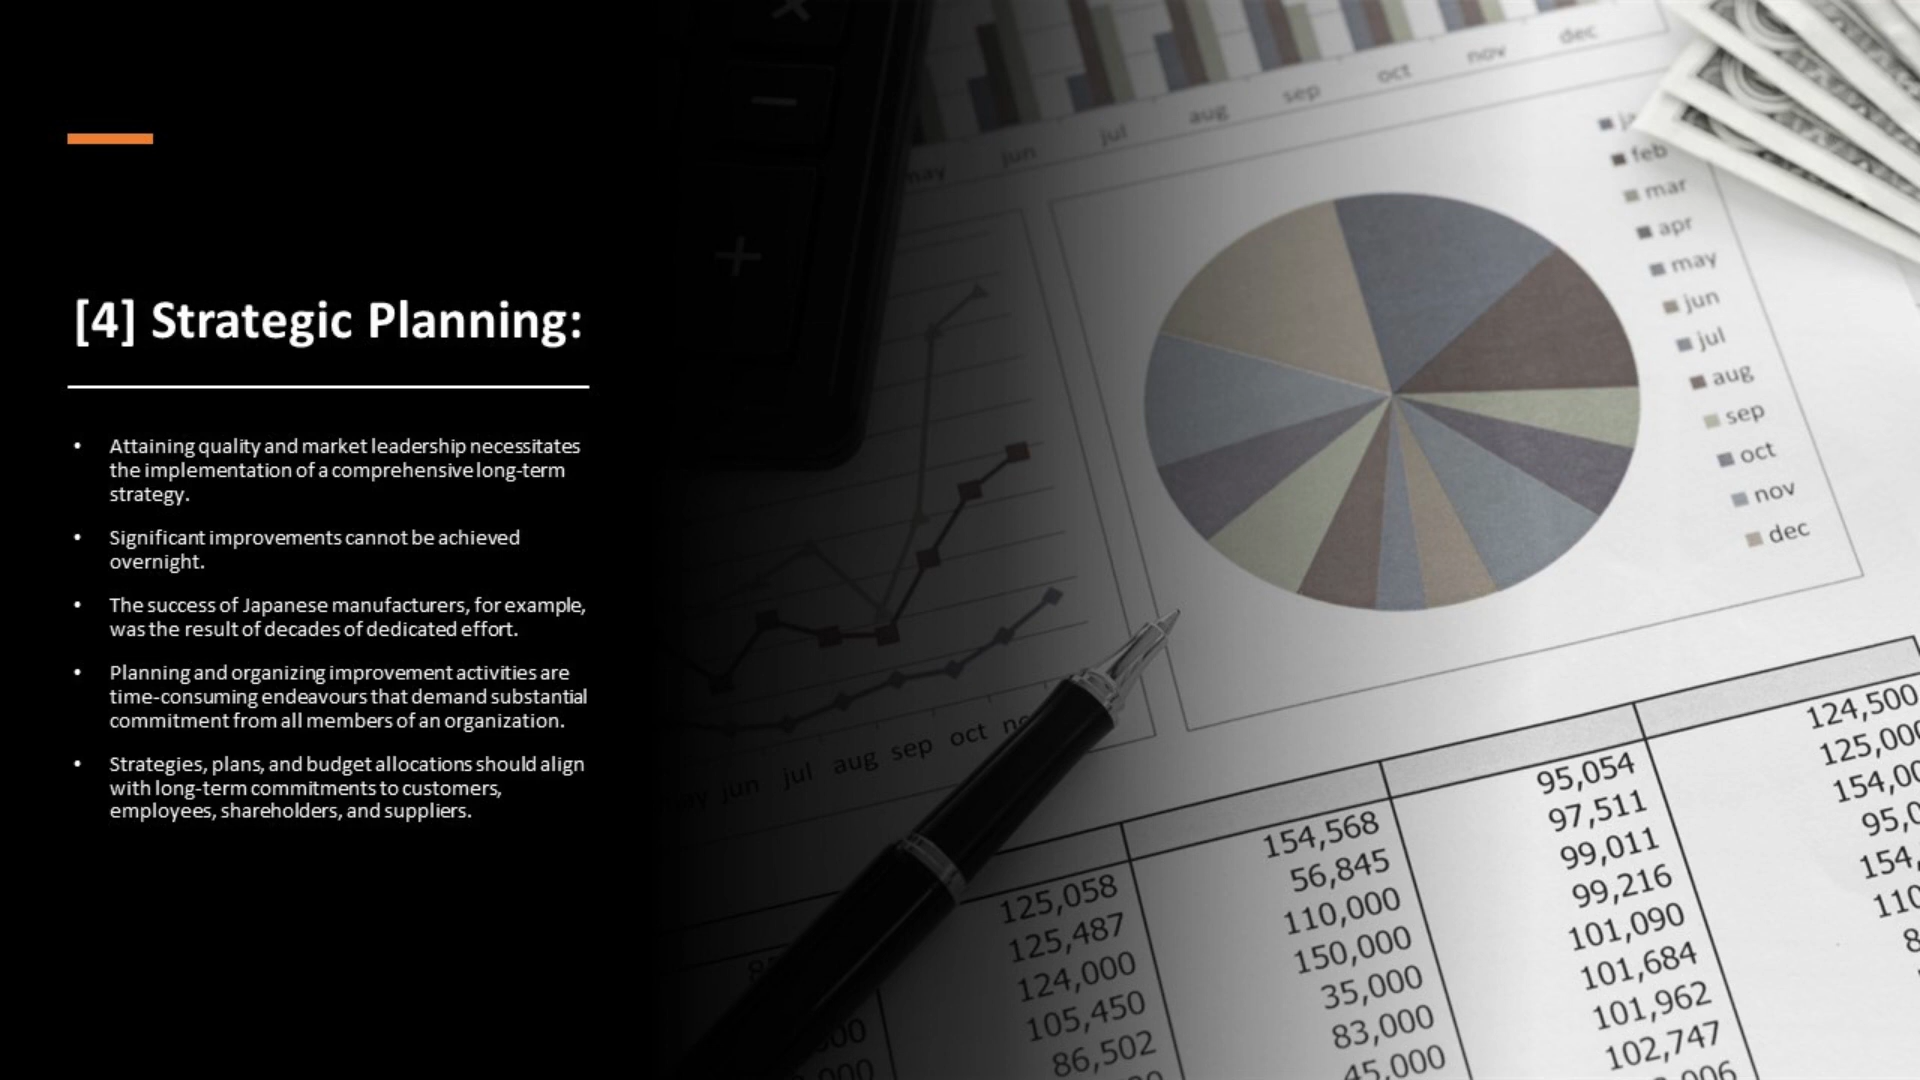 [4] Strategic Planning:
• Attaining quality and market leadership necessitates
the implementation of a comprehensive long-term
strategy.
• Significant improvements cannot be achieved
overnight.
• The success of Japanese manufacturers, for example,
was the result of decades of dedicated effort.
• Planning and organizing improvement activities are
time-consuming endeavours that demand substantial
commitment from all members of an organization.
• Strategies, plans, and budget allocations should align
with long-term commitments to customers,
employees, shareholders, and suppliers.
may jun jul aug sep oct nov dec
feb
mar
apr
may
jun
jul
aug
sep
oct
nov
dec
jun jul aug sep oct
125,058
125,487
124,000
105,450
86,502
154,568
56,845
110,000
150,000
35,000
83,000
45,000
95,054
97,511
99,011
99,216
101,090
101,684
101,962
102,747
124,500